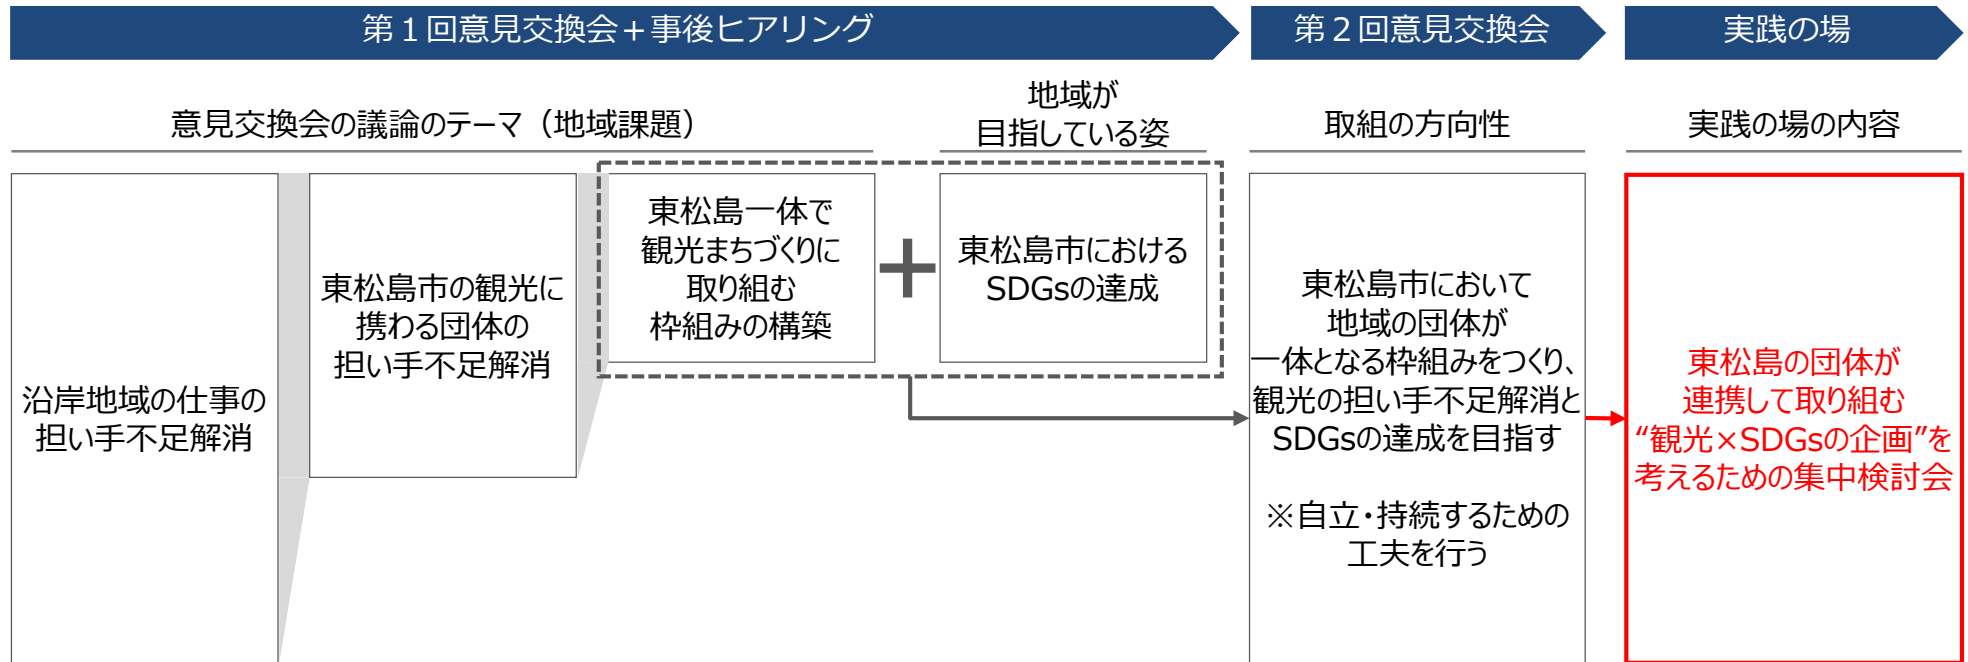 第１回意見交換会＋事後ヒアリング
第２回意見交換会
実践の場
意見交換会の議論のテーマ（地域課題）
地域が
目指している姿
取組の方向性
実践の場の内容
沿岸地域の仕事の
担い手不足解消
東松島市の観光に
携わる団体の
担い手不足解消
東松島一体で
観光まちづくりに
取り組む
枠組みの構築
＋
東松島市における
SDGsの達成
東松島市において
地域の団体が
一体となる枠組みをつくり、
観光の担い手不足解消と
SDGsの達成を目指す
※自立・持続するための
工夫を行う
東松島の団体が
連携して取り組む
“観光×SDGsの企画”を
考えるための集中検討会